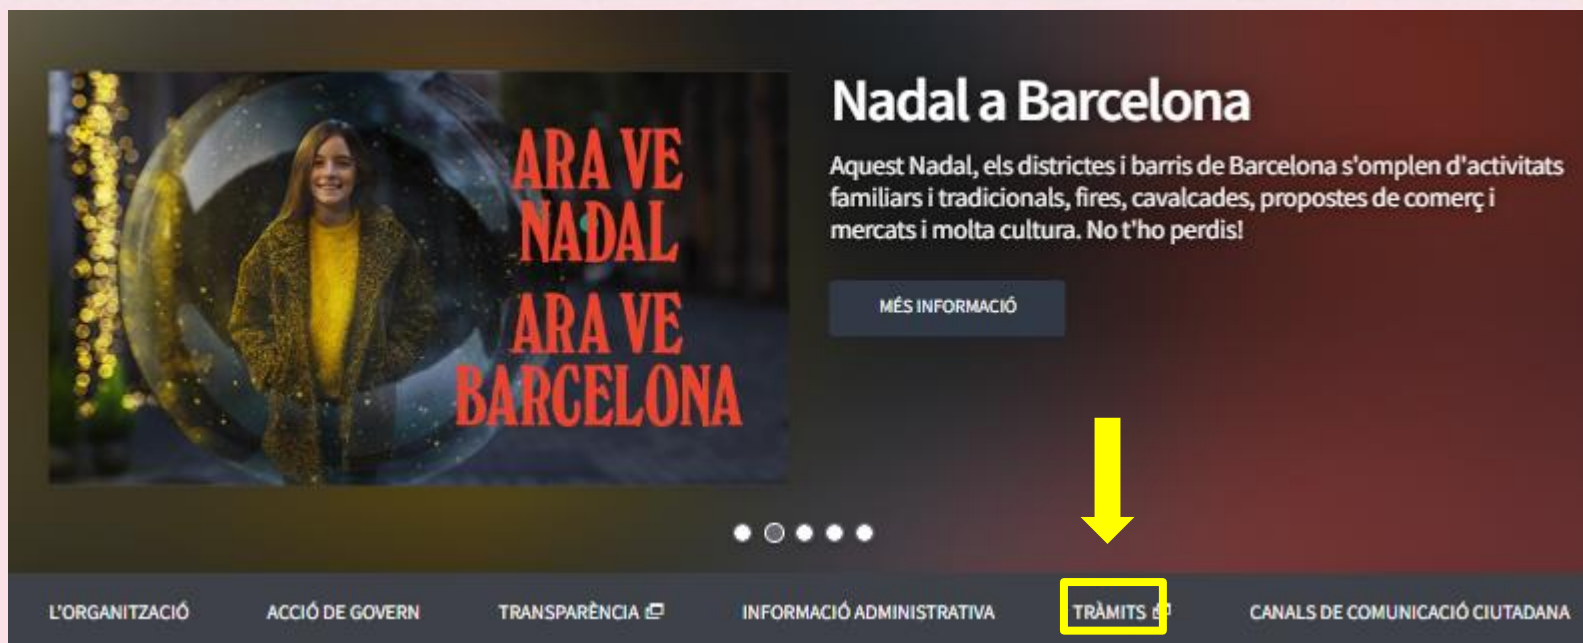 ARA VE
NADAL
ARA VE
BARCELONA
Nadal a Barcelona
Aquest Nadal, els districtes i barris de Barcelona s'omplen d'activitats
familiars i tradicionals, fires, cavalcades, propostes de comerç i
mercats i molta cultura. No t'ho perdis!
MÉS INFORMACIÓ
L'ORGANITZACIÓ ACCIÓ DE GOVERN TRANSPARÈNCIA INFORMACIÓ ADMINISTRATIVA TRÀMITS CANALS DE COMUNICACIÓ CIUTADANA